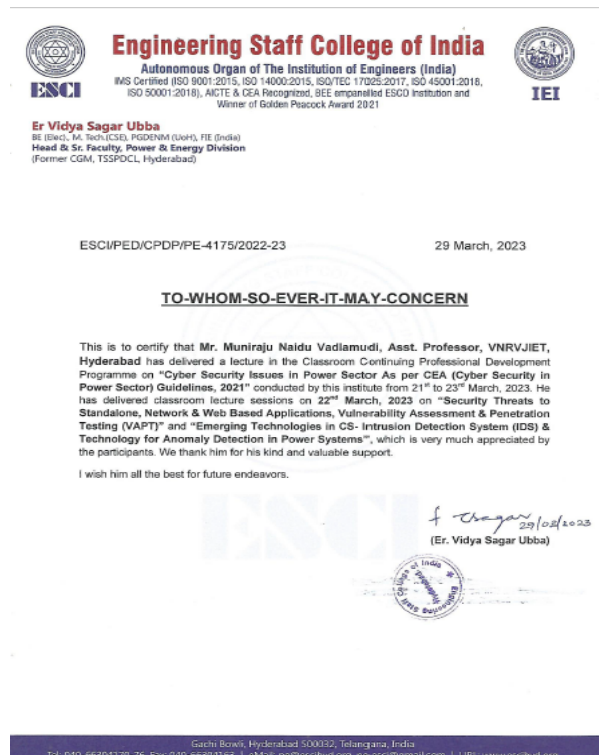 Engineering Staff College of India
Autonomous Organ of The Institution of Engineers (India)
IMS Certified (ISO 9001:2015, ISO 14000:2015, ISO/TEC 17025:2017, ISO 45001:2018,
ISO 50001:2018), AICTE & CEA Recognized, BEE empanelled ESCO Institution and
Winner of Golden Peacock Award 2021
ESCI
IEI
Er Vidya Sagar Ubba
BE (Elec)., M. Tech.(CSE), PGDENM (UoH), FIE (India)
Head & Sr. Faculty, Power & Energy Division
(Former CGM, TSSPDCL, Hyderabad)
ESCI/PED/CPDP/PE-4175/2022-23 29 March, 2023
TO-WHOM-SO-EVER-IT-MAY-CONCERN
This is to certify that Mr. Muniraju Naidu Vadlamudi, Asst. Professor, VNRVJIET,
Hyderabad has delivered a lecture in the Classroom Continuing Professional Development
Programme on “Cyber Security Issues in Power Sector As per CEA (Cyber Security in
Power Sector) Guidelines, 2021” conducted by this institute from 21st to 23rd March, 2023. He
has delivered classroom lecture sessions on 22nd March, 2023 on “Security Threats to
Standalone, Network & Web Based Applications, Vulnerability Assessment & Penetration
Testing (VAPT)” and “Emerging Technologies in CS- Intrusion Detection System (IDS) &
Technology for Anomaly Detection in Power Systems”', which is very much appreciated by
the participants. We thank him for his kind and valuable support.
I wish him all the best for future endeavors.
ESCI
29/03/2023
(Er. Vidya Sagar Ubba)
Engineering Staff College of India
Hyderabad
Gachi Bowli, Hyderabad 500032, Telangana, India